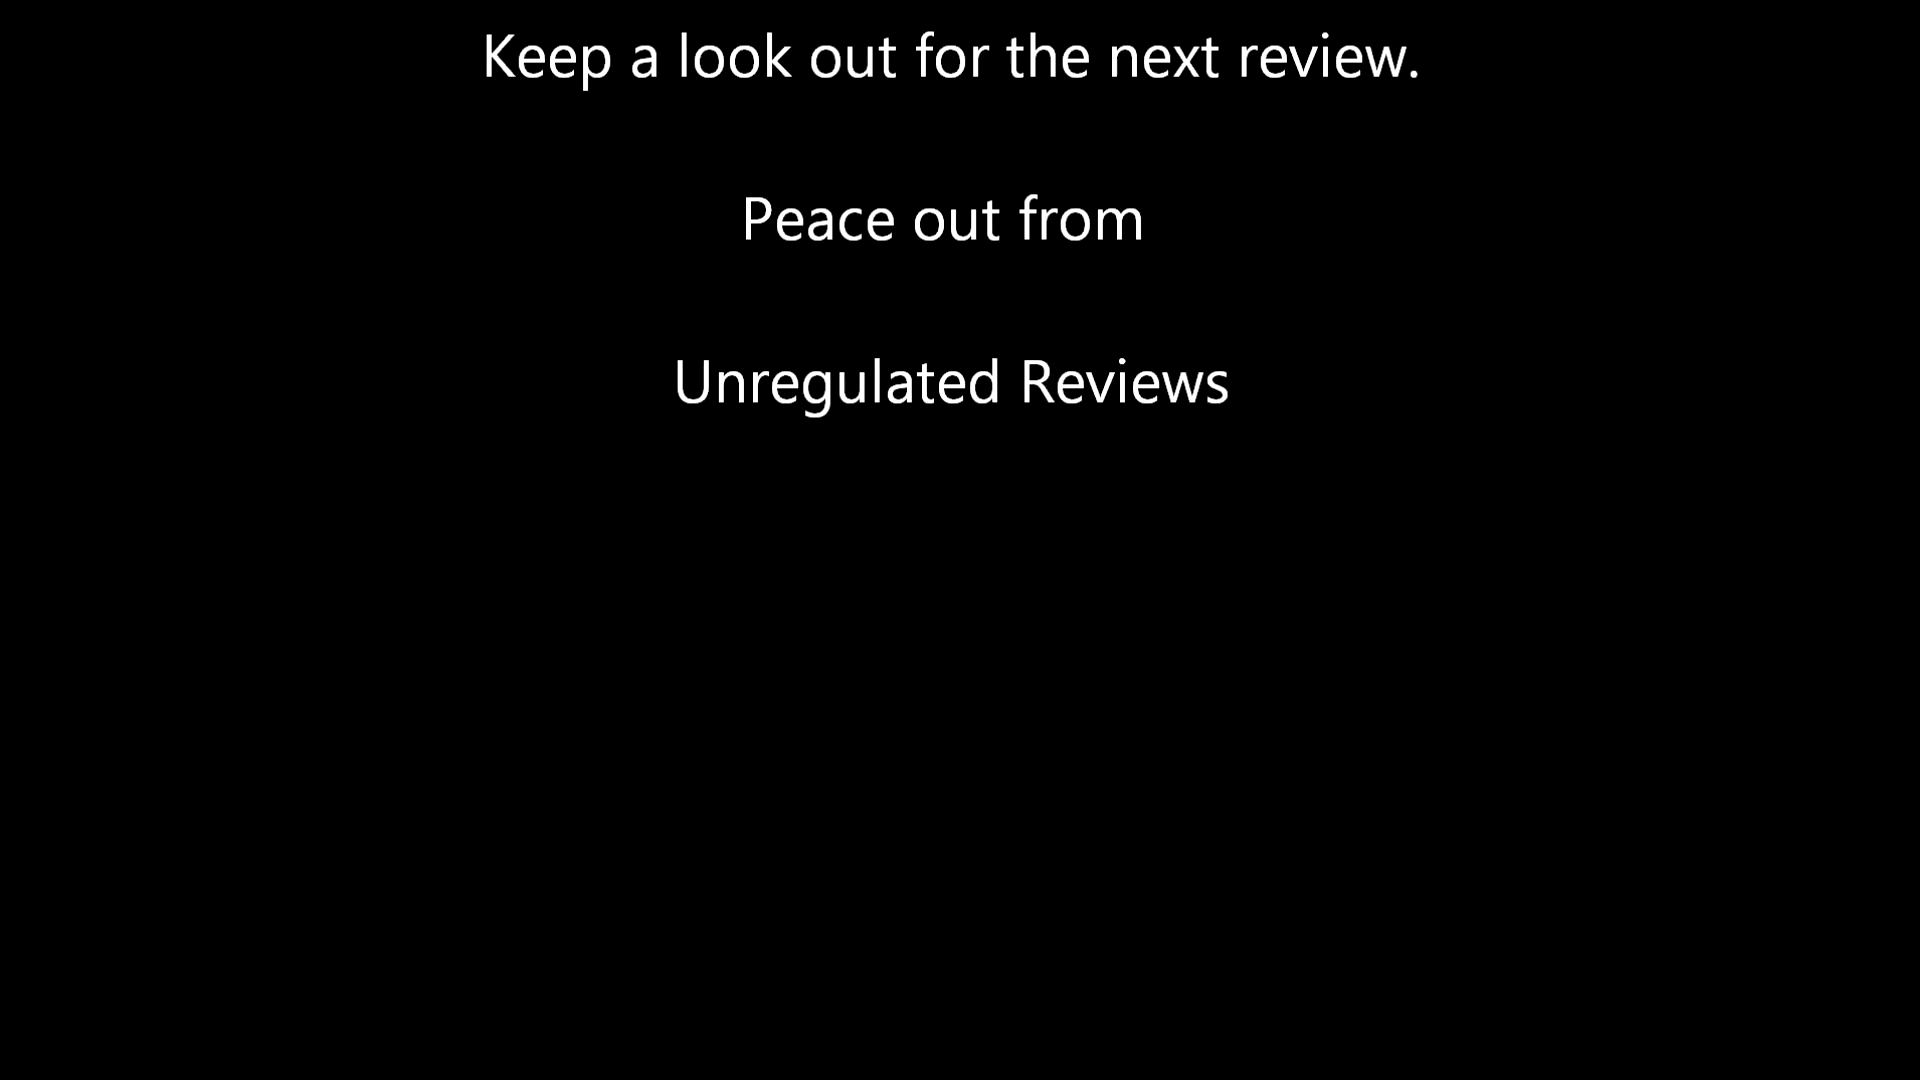 Keep a look out for the next review.
Peace out from
Unregulated Reviews